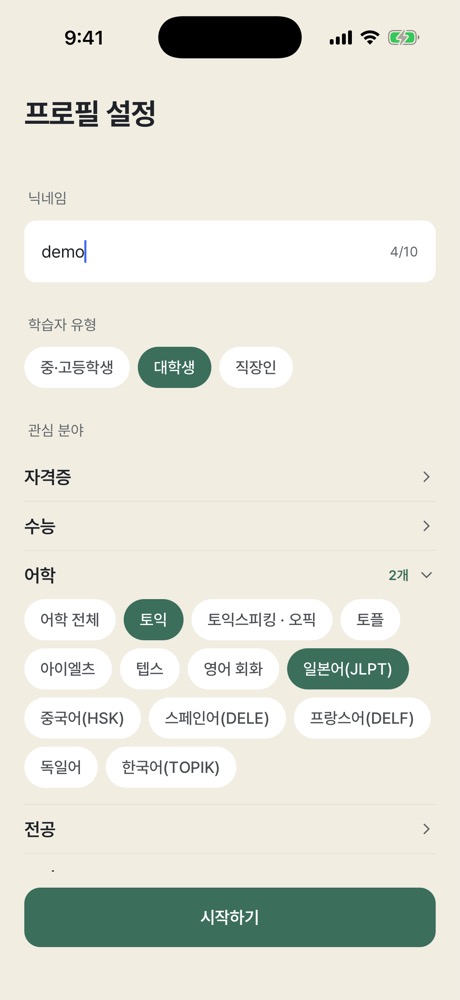 9:41
프로필 설정
닉네임
demo 4/10
학습자 유형
중·고등학생 대학생 직장인
관심 분야
자격증
수능
어학 2개
어학 전체 토익 토익스피킹 · 오픽 토플
아이엘츠 텝스 영어 회화 일본어(JLPT)
중국어(HSK) 스페인어(DELE) 프랑스어(DELF)
독일어 한국어(TOPIK)
전공
시작하기